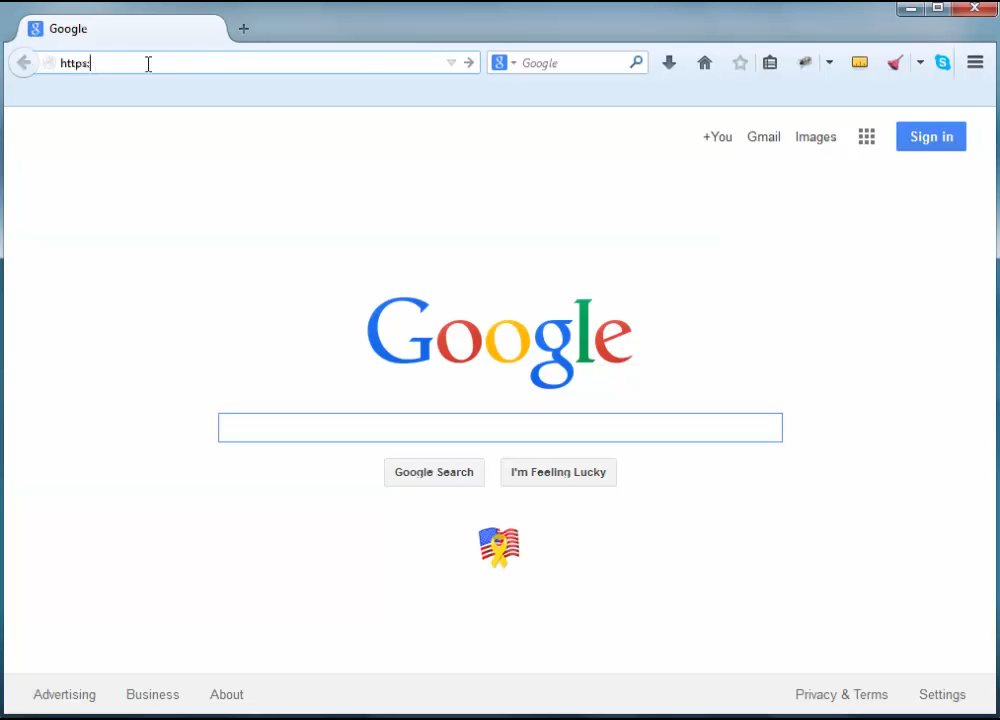 Google
https:
Google
+You Gmail Images Sign in
Google
Google Search I'm Feeling Lucky
Advertising Business About Privacy & Terms Settings